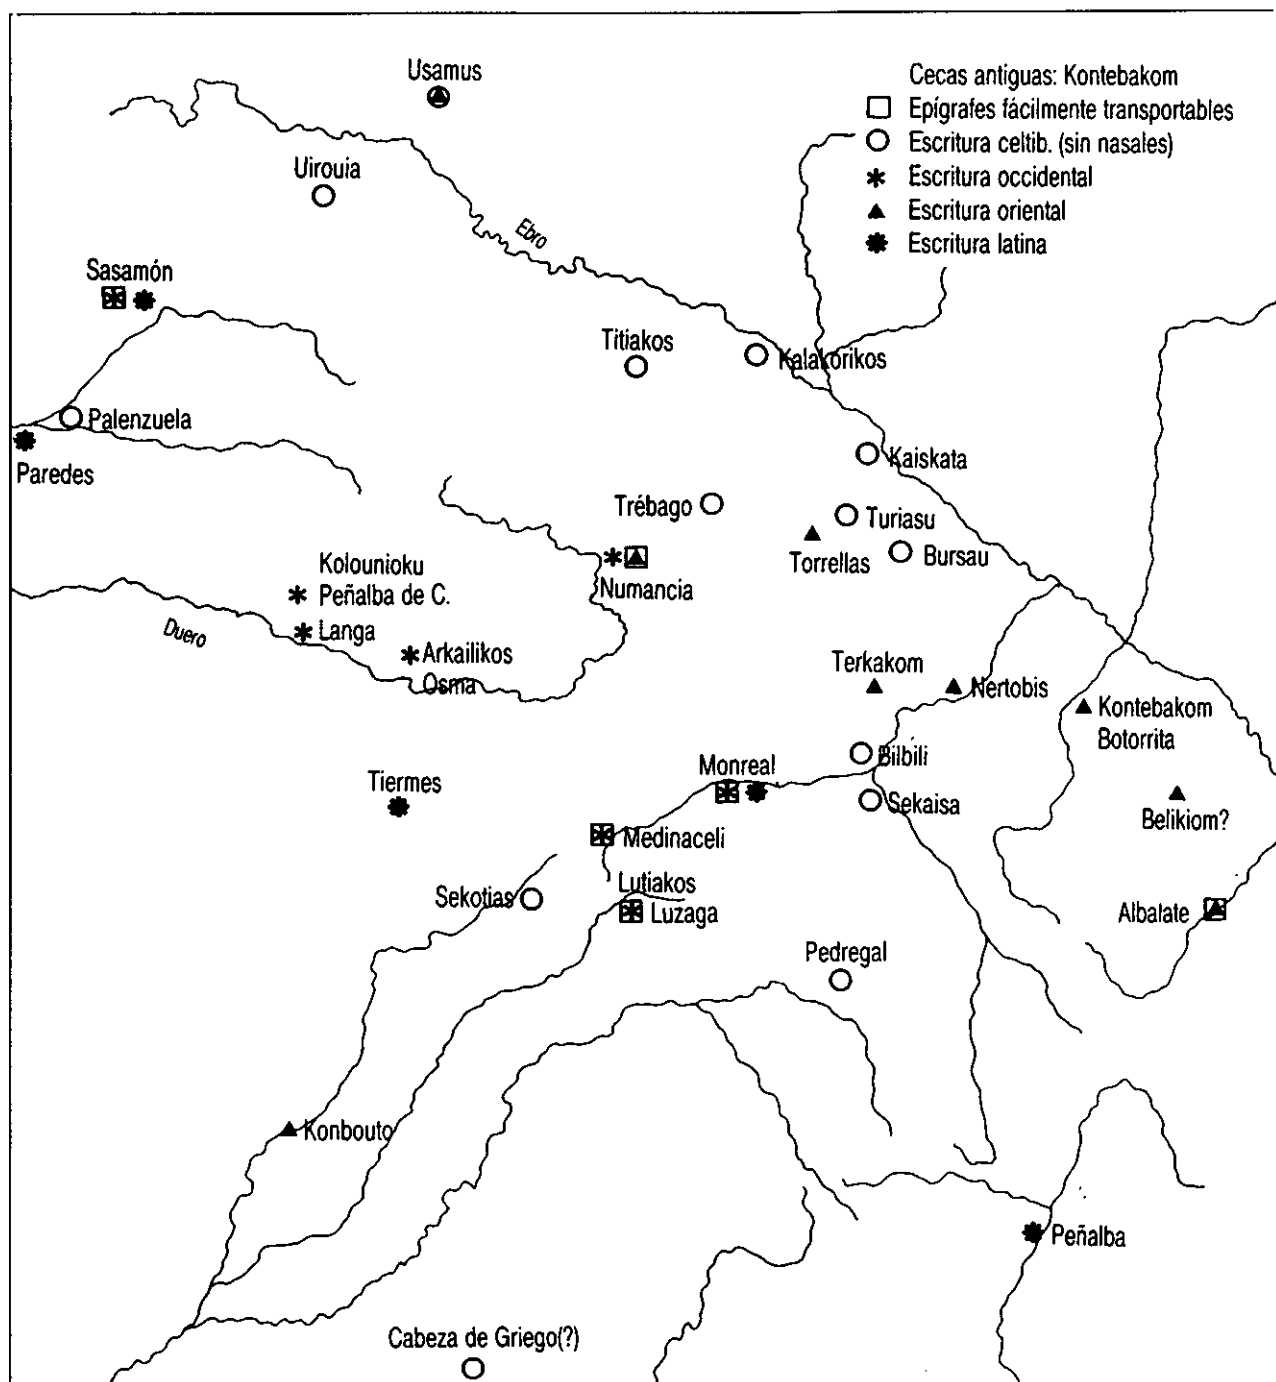 Usamus
Cecas antiguas: Kontebakom
Epígrafes fácilmente transportables
Escritura celtib. (sin nasales)
Escritura occidental
Escritura oriental
Escritura latina
Uirouia
Ebro
Sasamón
Titiakos
Kalakorikos
Palenzuela
Paredes
Kaiskata
Trébago
Turiasu
Torrellas
Bursau
Kolounioku
Peñalba de C.
Numancia
Langa
Duero
Arkailikos
Osma
Terkakom
Nertobis
Kontebakom
Botorrita
Bilbili
Monreal
Tiermes
Sekaisa
Belikiom?
Medinaceli
Lutiakos
Sekotias
Luzaga
Albalate
Pedregal
Konbouto
Peñalba
Cabeza de Griego(?)